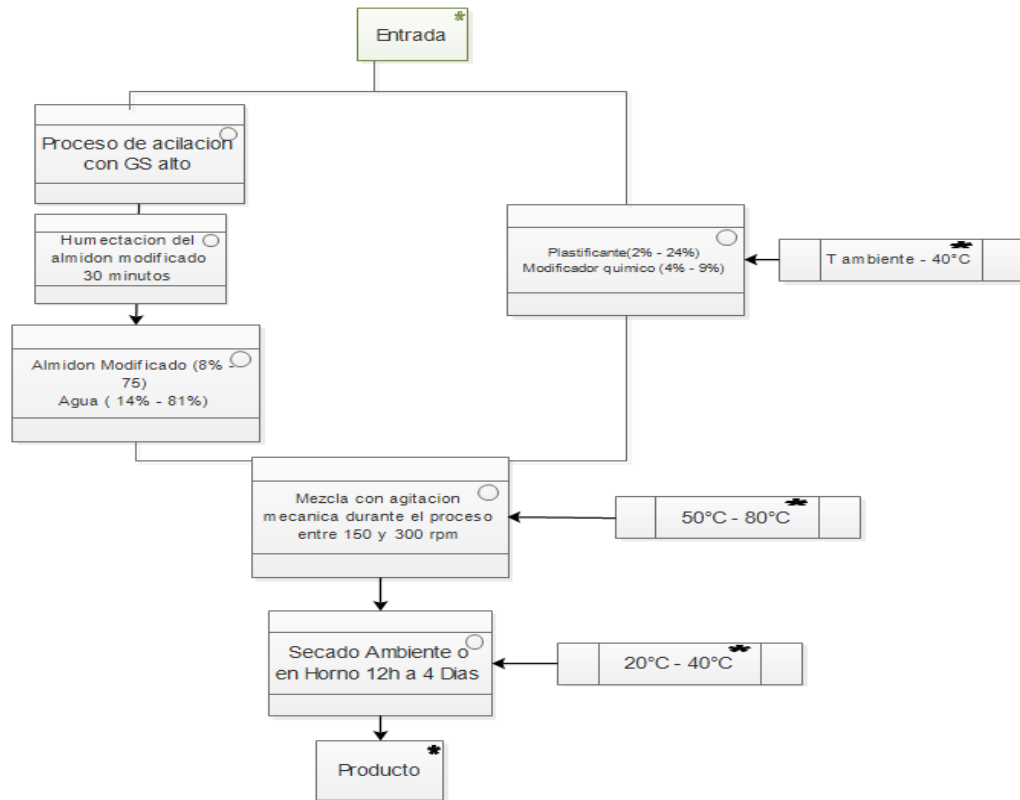 Entrada
Proceso de acilacion
con GS alto
Humectacion del
almidon modificado
30 minutos
Plastificante(2% - 24%)
Modificador quimico (4% - 9%)
T ambiente - 40°C
Almidon Modificado (8% -
75)
Agua ( 14% - 81%)
Mezcla con agitacion
mecanica durante el proceso
entre 150 y 300 rpm
50°C - 80°C
Secado Ambiente o
en Horno 12h a 4 Dias
20°C - 40°C
Producto